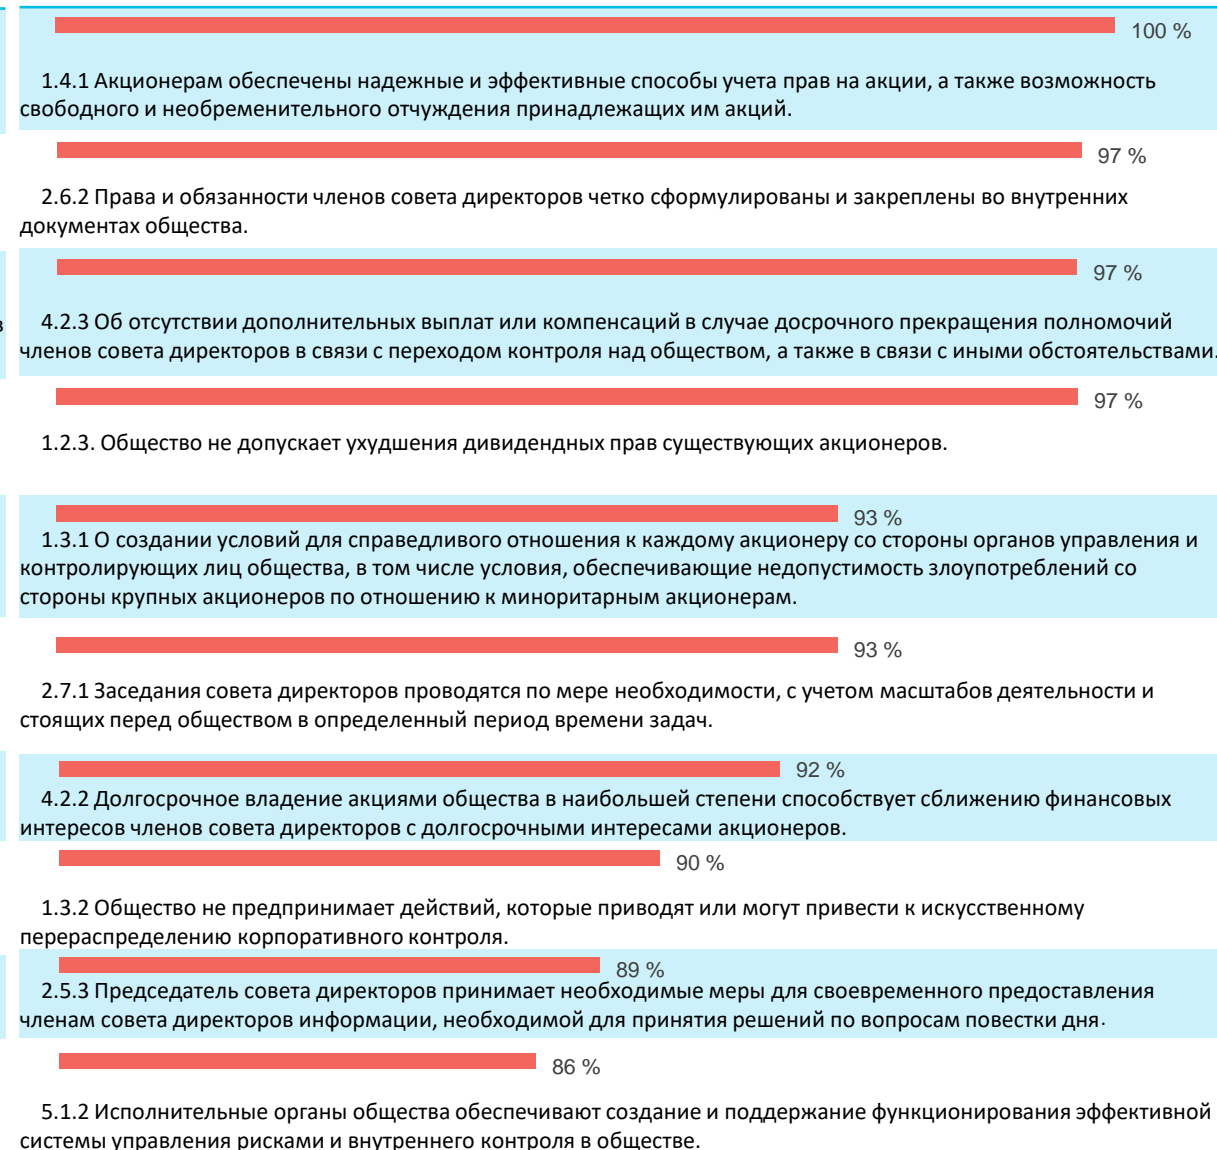 100 %
1.4.1 Акционерам обеспечены надежные и эффективные способы учета прав на акции, а также возможность
свободного и необременительного отчуждения принадлежащих им акций.
97 %
2.6.2 Права и обязанности членов совета директоров четко сформулированы и закреплены во внутренних
документах общества.
97 %
в
4.2.3 Об отсутствии дополнительных выплат или компенсаций в случае досрочного прекращения полномочий
членов совета директоров в связи с переходом контроля над обществом, а также в связи с иными обстоятельствами.
97 %
1.2.3. Общество не допускает ухудшения дивидендных прав существующих акционеров.
93 %
1.3.1 О создании условий для справедливого отношения к каждому акционеру со стороны органов управления и
контролирующих лиц общества, в том числе условия, обеспечивающие недопустимость злоупотреблений со
стороны крупных акционеров по отношению к миноритарным акционерам.
93 %
2.7.1 Заседания совета директоров проводятся по мере необходимости, с учетом масштабов деятельности и
стоящих перед обществом в определенный период времени задач.
92 %
4.2.2 Долгосрочное владение акциями общества в наибольшей степени способствует сближению финансовых
интересов членов совета директоров с долгосрочными интересами акционеров.
90 %
1.3.2 Общество не предпринимает действий, которые приводят или могут привести к искусственному
перераспределению корпоративного контроля.
89 %
2.5.3 Председатель совета директоров принимает необходимые меры для своевременного предоставления
членам совета директоров информации, необходимой для принятия решений по вопросам повестки дня.
86 %
5.1.2 Исполнительные органы общества обеспечивают создание и поддержание функционирования эффективной
системы управления рисками и внутреннего контроля в обществе.